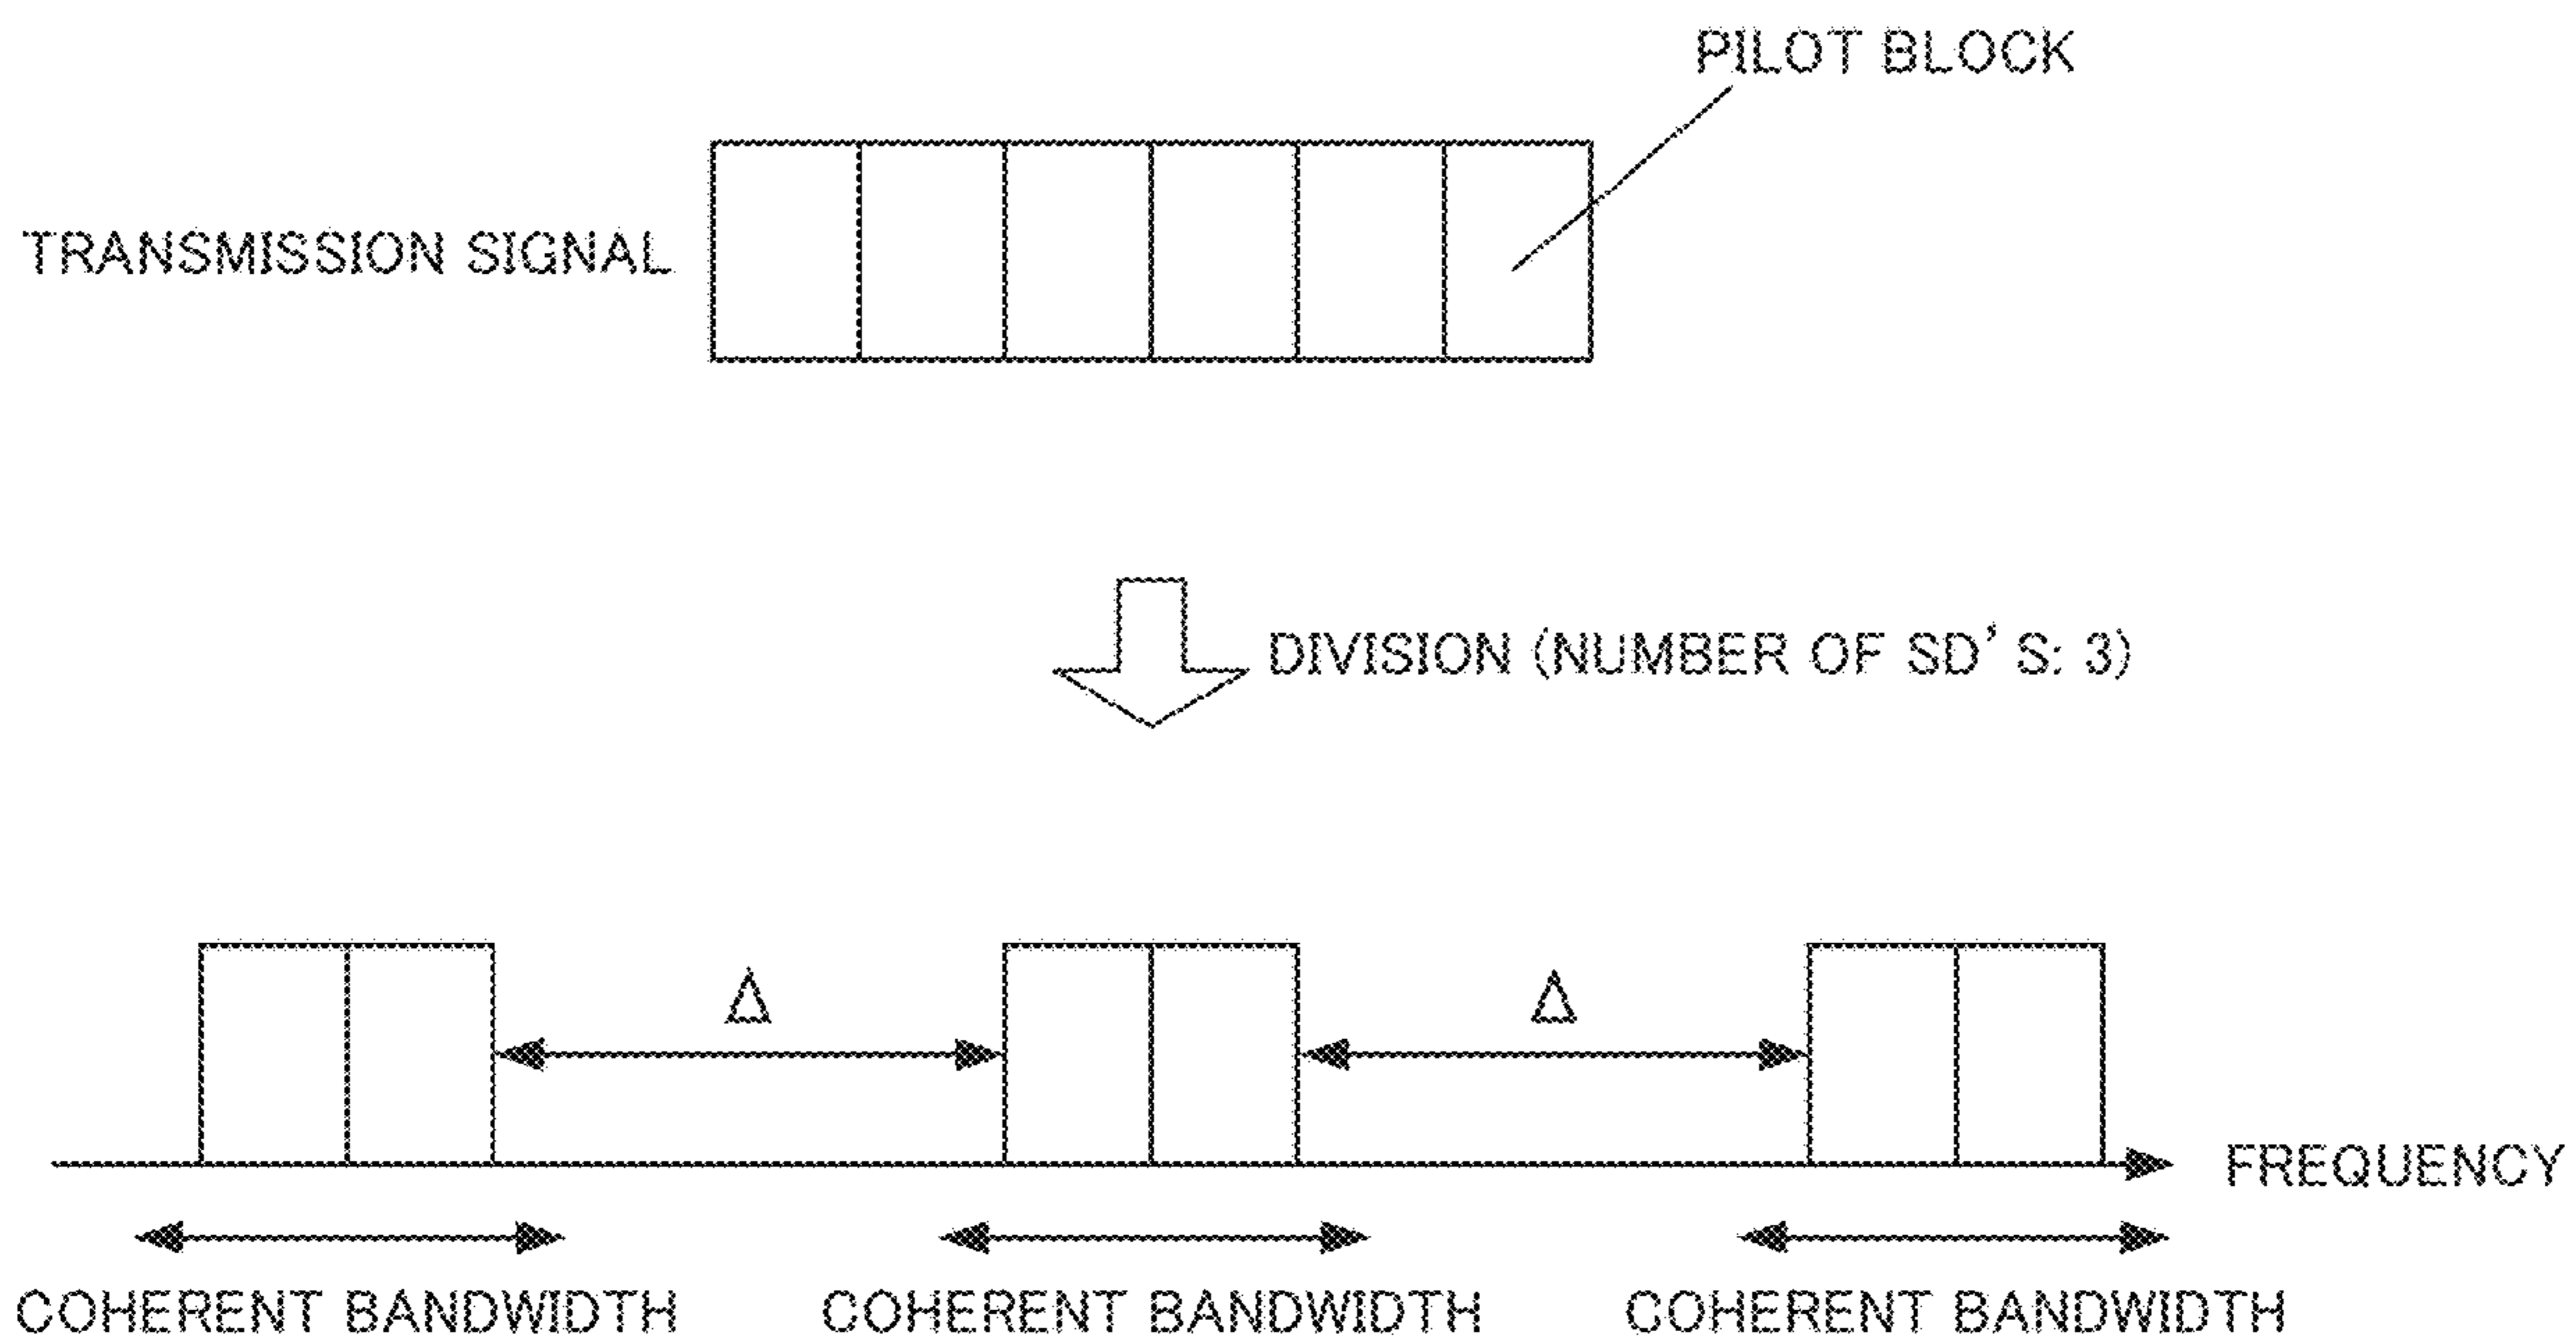 PILOT BLOCK
TRANSMISSION SIGNAL
DIVISION (NUMBER OF SD'S: 3)
Δ Δ
FREQUENCY
COHERENT BANDWIDTH COHERENT BANDWIDTH COHERENT BANDWIDTH